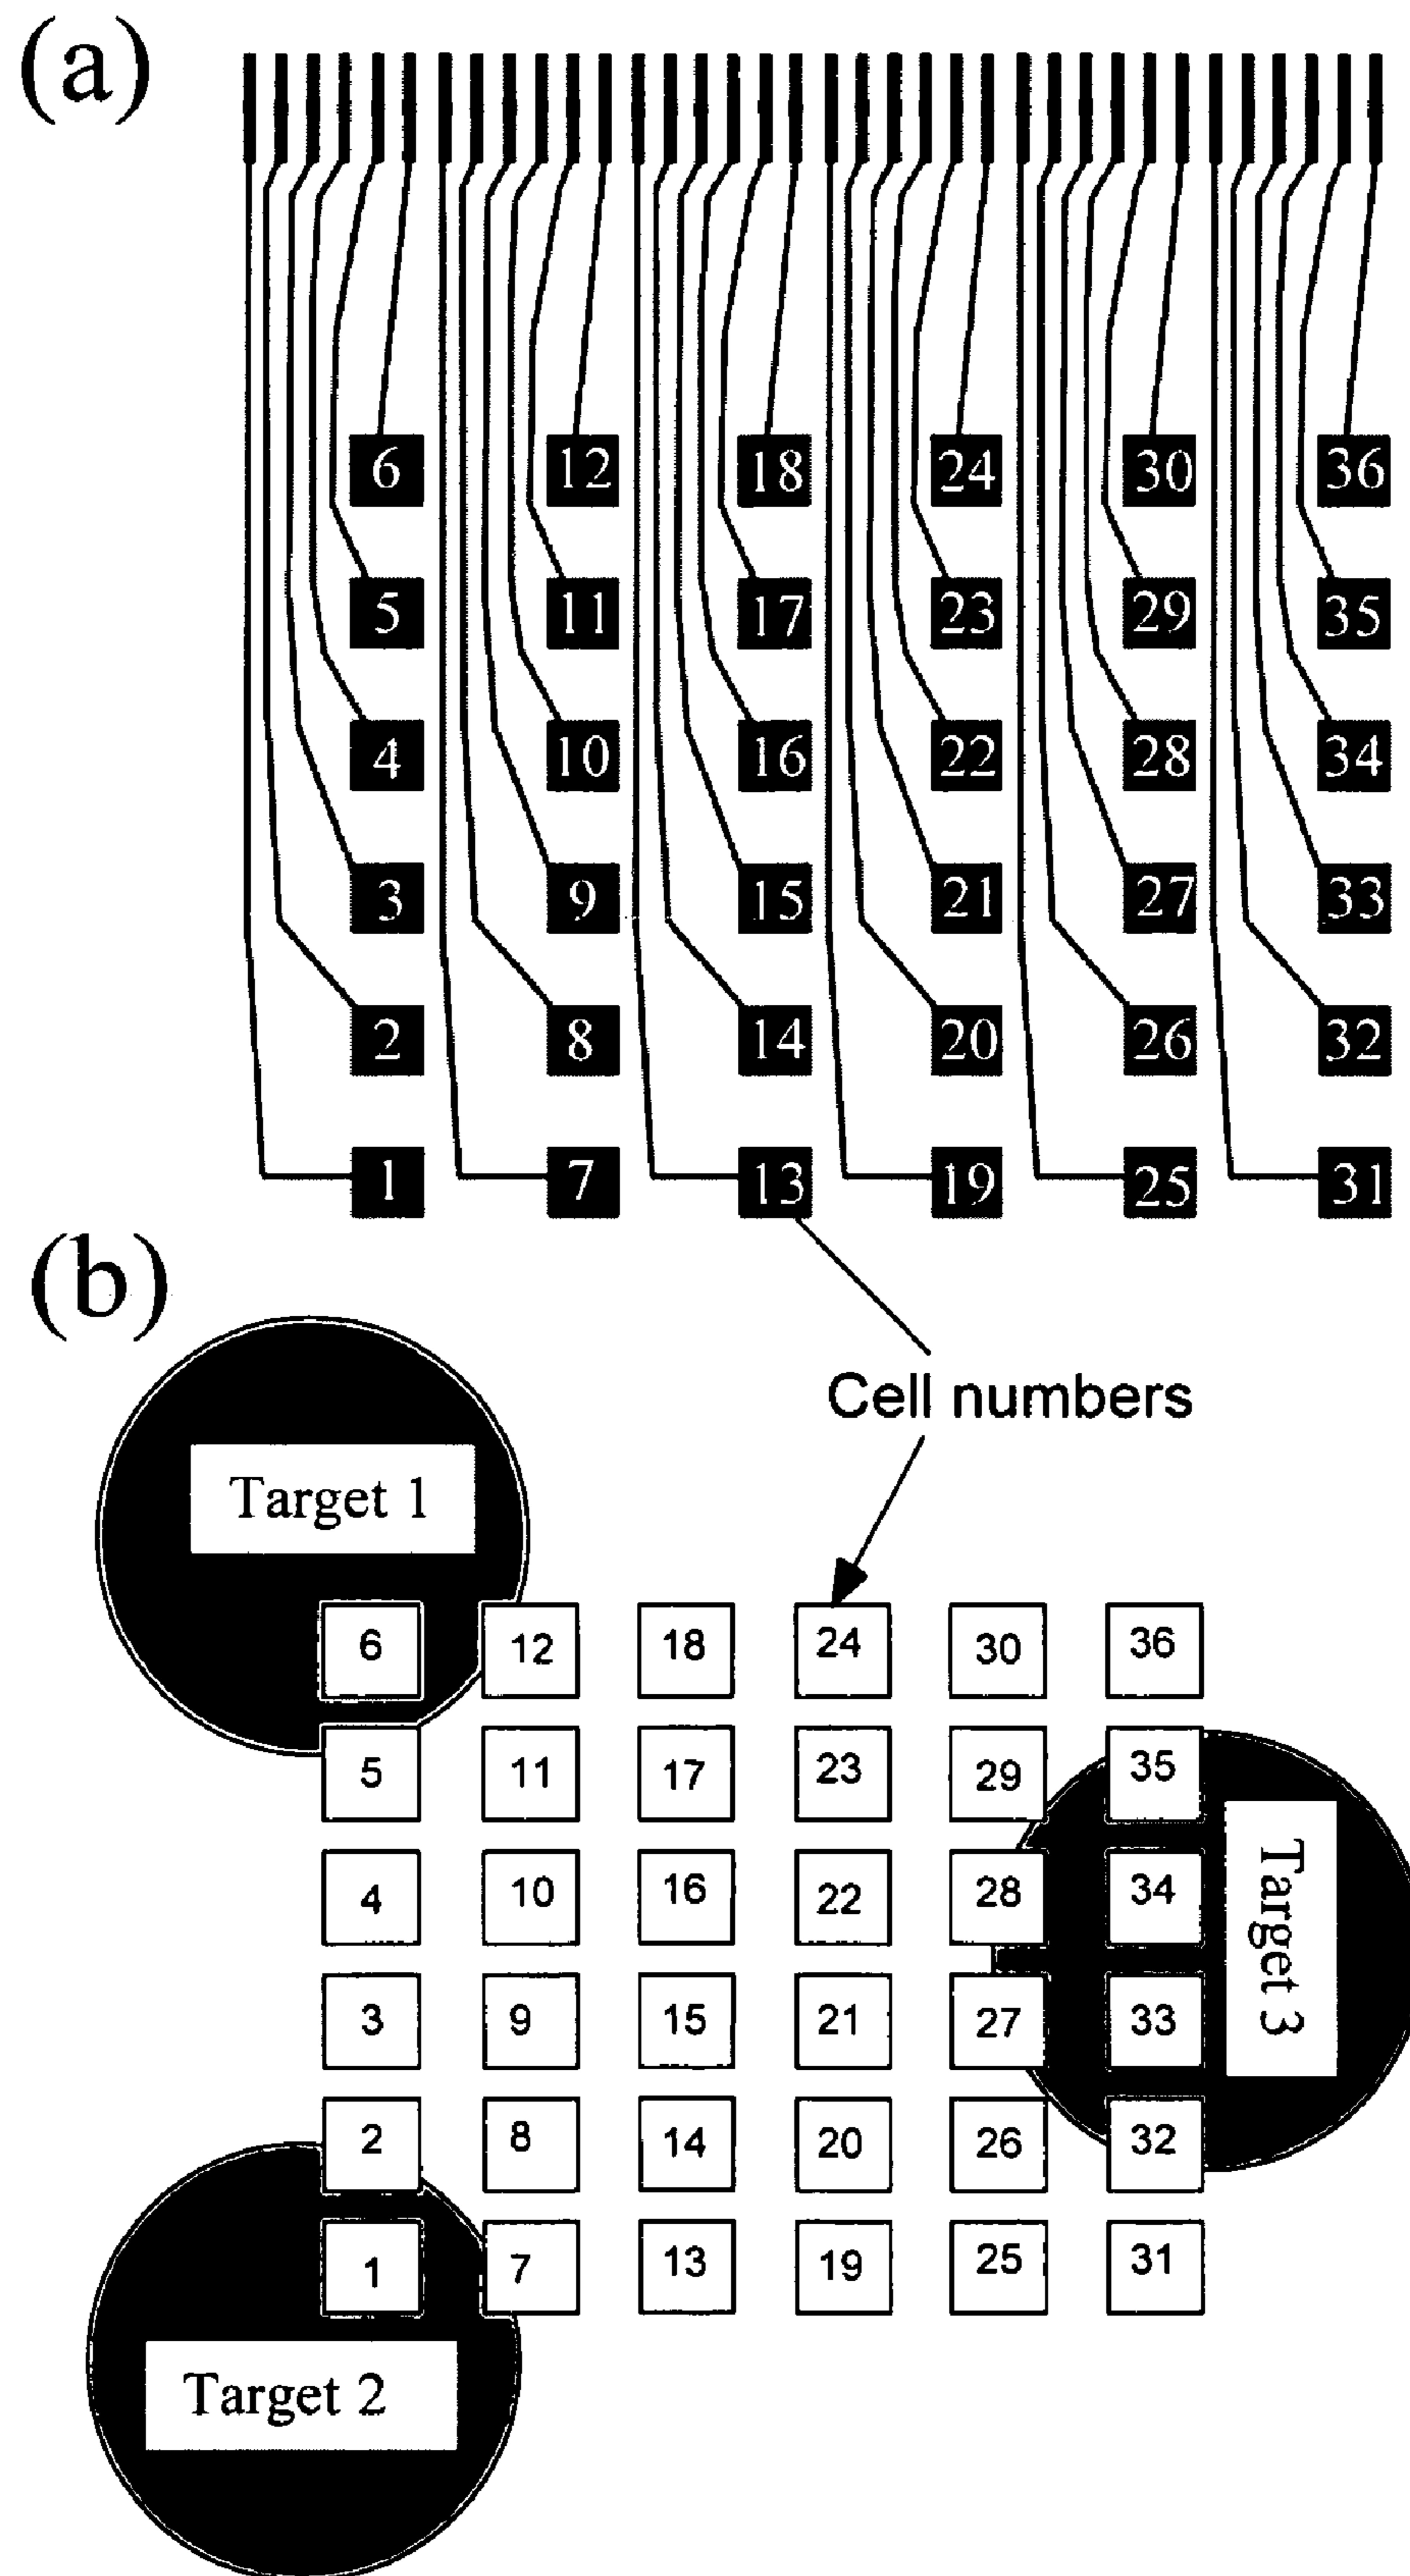 (a)
6 12 18 24 30 36
5 11 17 23 29 35
4 10 16 22 28 34
3 9 15 21 27 33
2 8 14 20 26 32
1 7 13 19 25 31
(b)
Cell numbers
Target 1
6 12 18 24 30 36
5 11 17 23 29 35
4 10 16 22 28 34
Target 3
3 9 15 21 27 33
2 8 14 20 26 32
1 7 13 19 25 31
Target 2